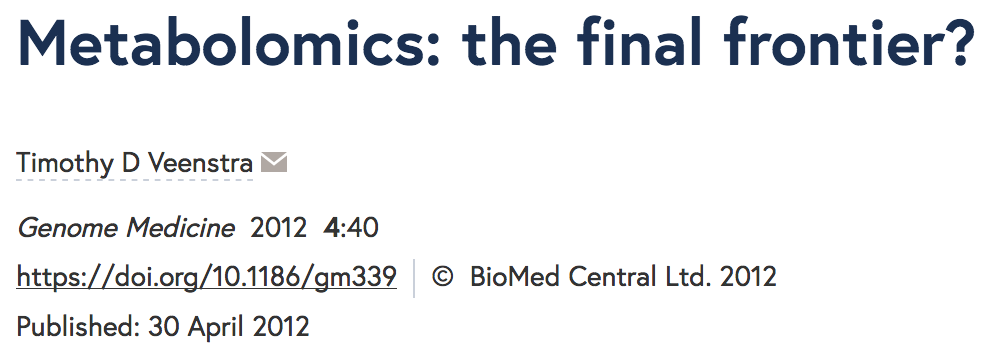 Metabolomics: the final frontier?
Timothy D Veenstra
Genome Medicine 2012 4:40
https://doi.org/10.1186/gm339 © BioMed Central Ltd. 2012
Published: 30 April 2012